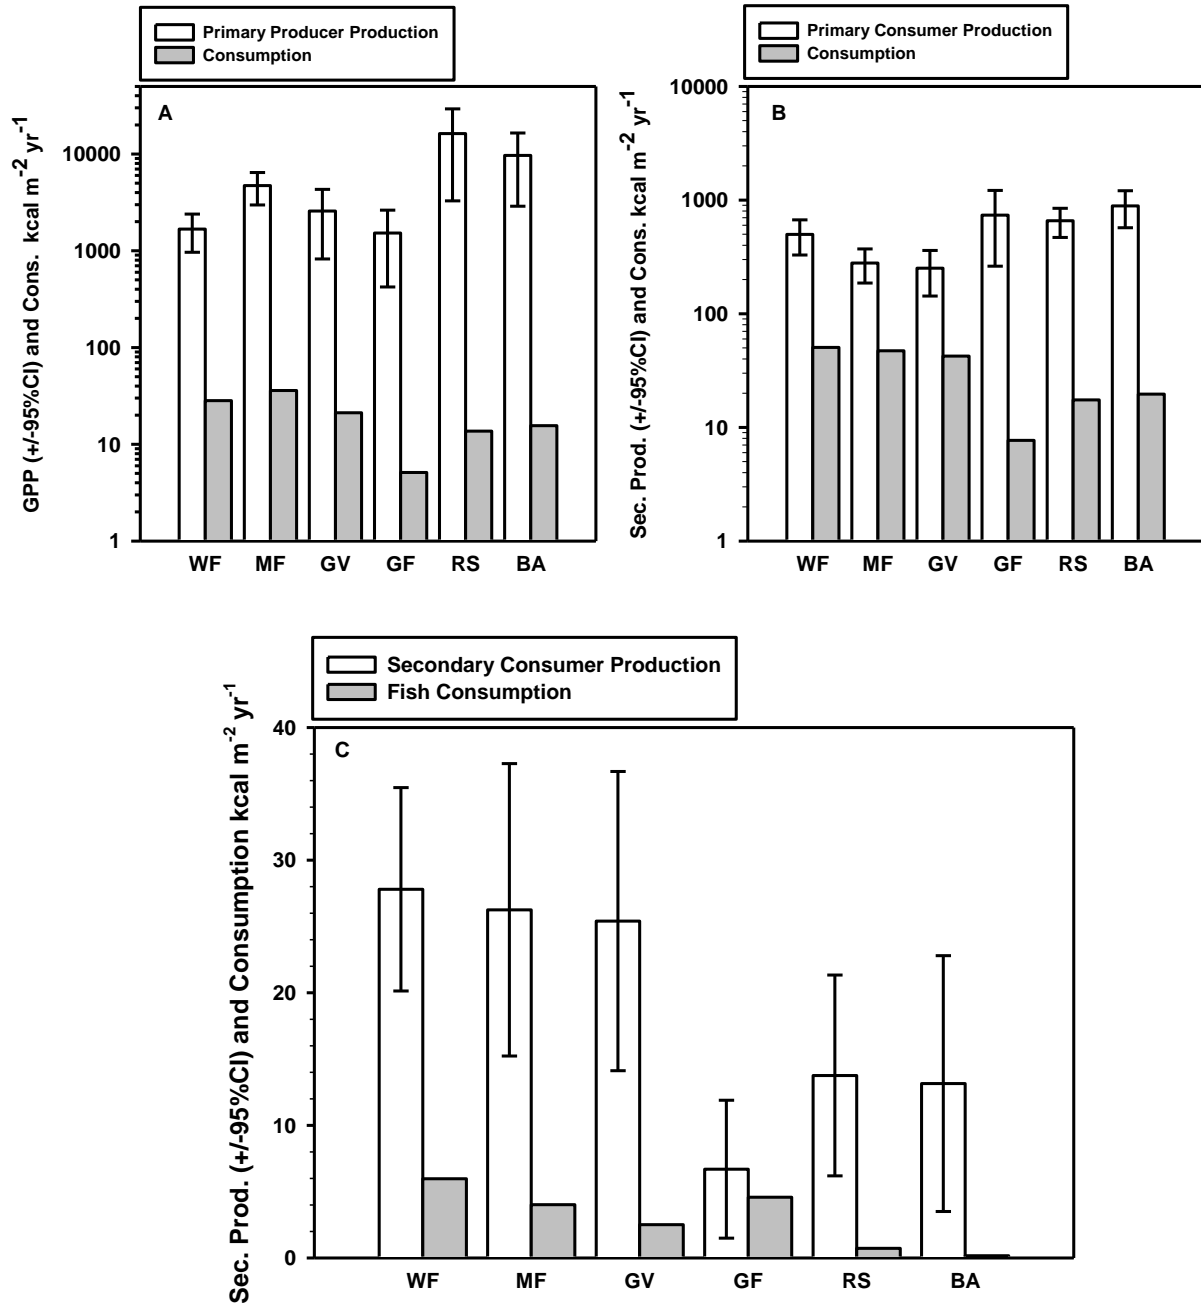 Primary Producer Production
Consumption
A
GPP (+/-95%CI) and Cons. kcal m-2 yr-1
10000
1000
100
10
1
WF MF GV GF RS BA
Primary Consumer Production
Consumption
B
Sec. Prod. (+/-95%CI) and Cons. kcal m-2 yr-1
10000
1000
100
10
1
WF MF GV GF RS BA
Secondary Consumer Production
Fish Consumption
C
Sec. Prod. (+/-95%CI) and Consumption kcal m-2 yr-1
40
30
20
10
0
WF MF GV GF RS BA